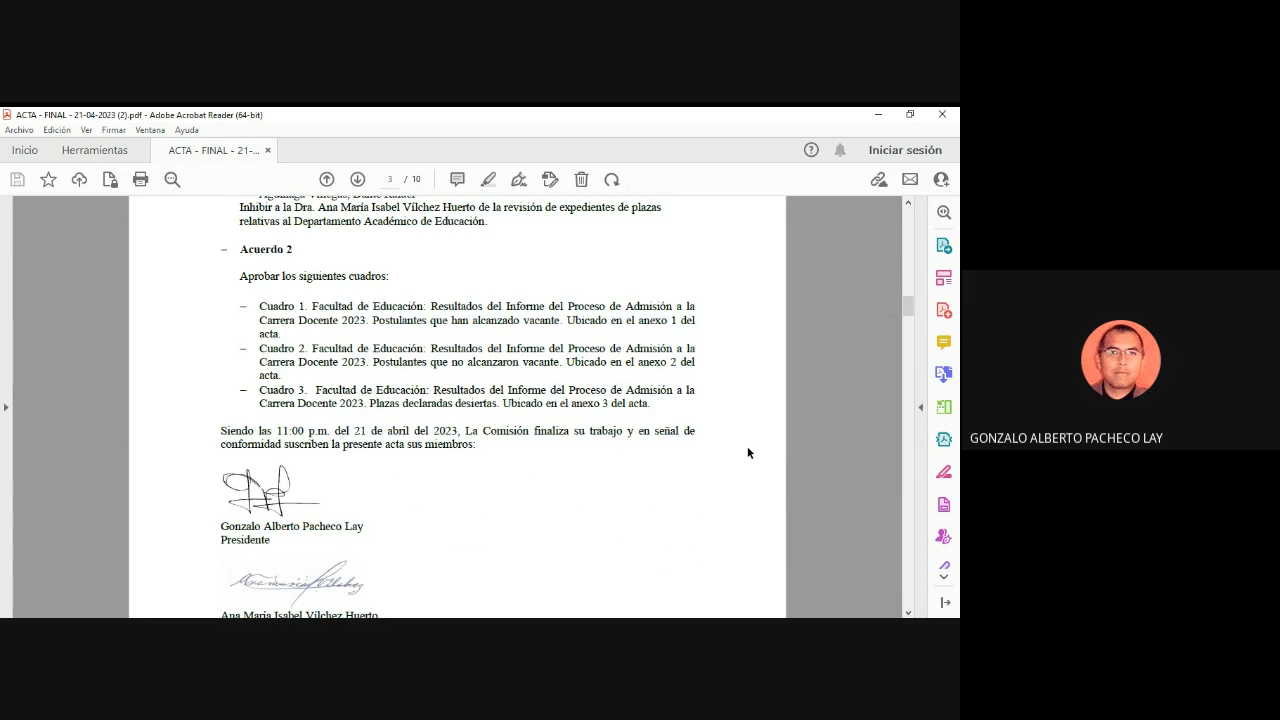 ACTA - FINAL - 21-04-2023 (2).pdf - Adobe Acrobat Reader (64-bit)
Archivo Edición Ver Firmar Ventana Ayuda
Inicio Herramientas ACTA - FINAL - 21-... × Iniciar sesión
3 / 10
Inhibir a la Dra. Ana María Isabel Vílchez Huerto de la revisión de expedientes de plazas
relativas al Departamento Académico de Educación.
– Acuerdo 2
Aprobar los siguientes cuadros:
– Cuadro 1. Facultad de Educación: Resultados del Informe del Proceso de Admisión a la
Carrera Docente 2023. Postulantes que han alcanzado vacante. Ubicado en el anexo 1 del
acta.
– Cuadro 2. Facultad de Educación: Resultados del Informe del Proceso de Admisión a la
Carrera Docente 2023. Postulantes que no alcanzaron vacante. Ubicado en el anexo 2 del
acta.
– Cuadro 3. Facultad de Educación: Resultados del Informe del Proceso de Admisión a la
Carrera Docente 2023. Plazas declaradas desiertas. Ubicado en el anexo 3 del acta.
Siendo las 11:00 p.m. del 21 de abril del 2023, La Comisión finaliza su trabajo y en señal de
conformidad suscriben la presente acta sus miembros:
Gonzalo Alberto Pacheco Lay
Presidente
Ana María Isabel Vílchez Huerto
GONZALO ALBERTO PACHECO LAY